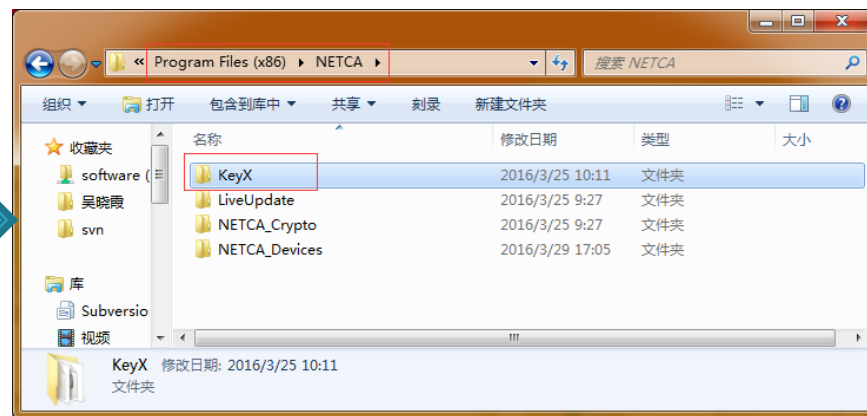 « Program Files (x86) ▸ NETCA ▸ 搜索 NETCA
组织 打开 包含到库中 共享 刻录 新建文件夹
名称 修改日期 类型 大小
收藏夹
software (
吴晓霞
svn
库
Subversio
视频
KeyX 2016/3/25 10:11 文件夹
LiveUpdate 2016/3/25 9:27 文件夹
NETCA_Crypto 2016/3/25 9:27 文件夹
NETCA_Devices 2016/3/29 17:05 文件夹
KeyX 修改日期: 2016/3/25 10:11
文件夹